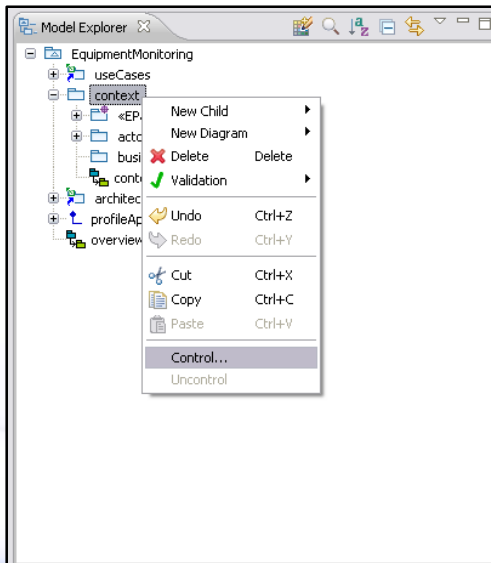 Model Explorer
EquipmentMonitoring
useCases
context
«EP
acto
busi
cont
architec
profileAp
overview
New Child
New Diagram
Delete Delete
Validation
Undo Ctrl+Z
Redo Ctrl+Y
Cut Ctrl+X
Copy Ctrl+C
Paste Ctrl+V
Control...
Uncontrol